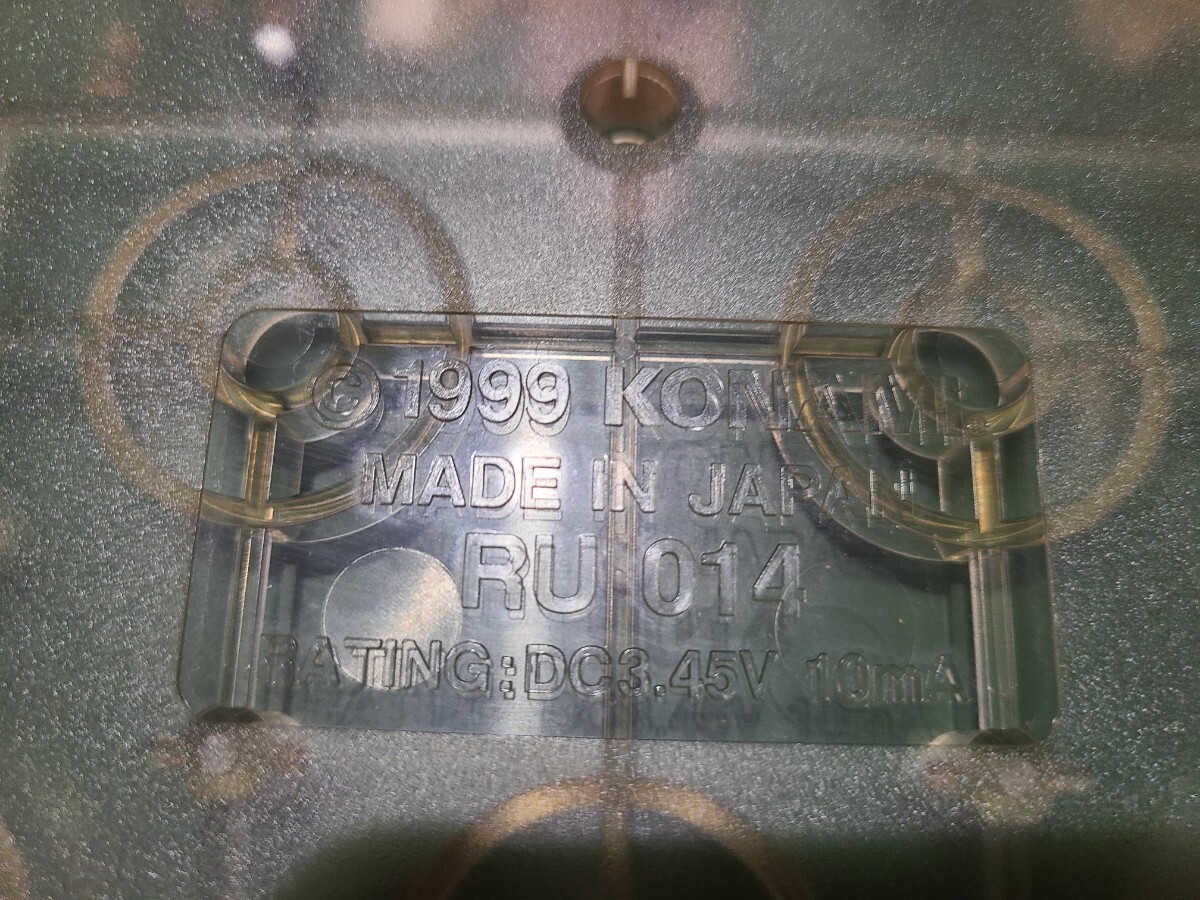 ©1999 KONAMI
MADE IN JAPAN
RU 014
RATING:DC3.45V 10mA